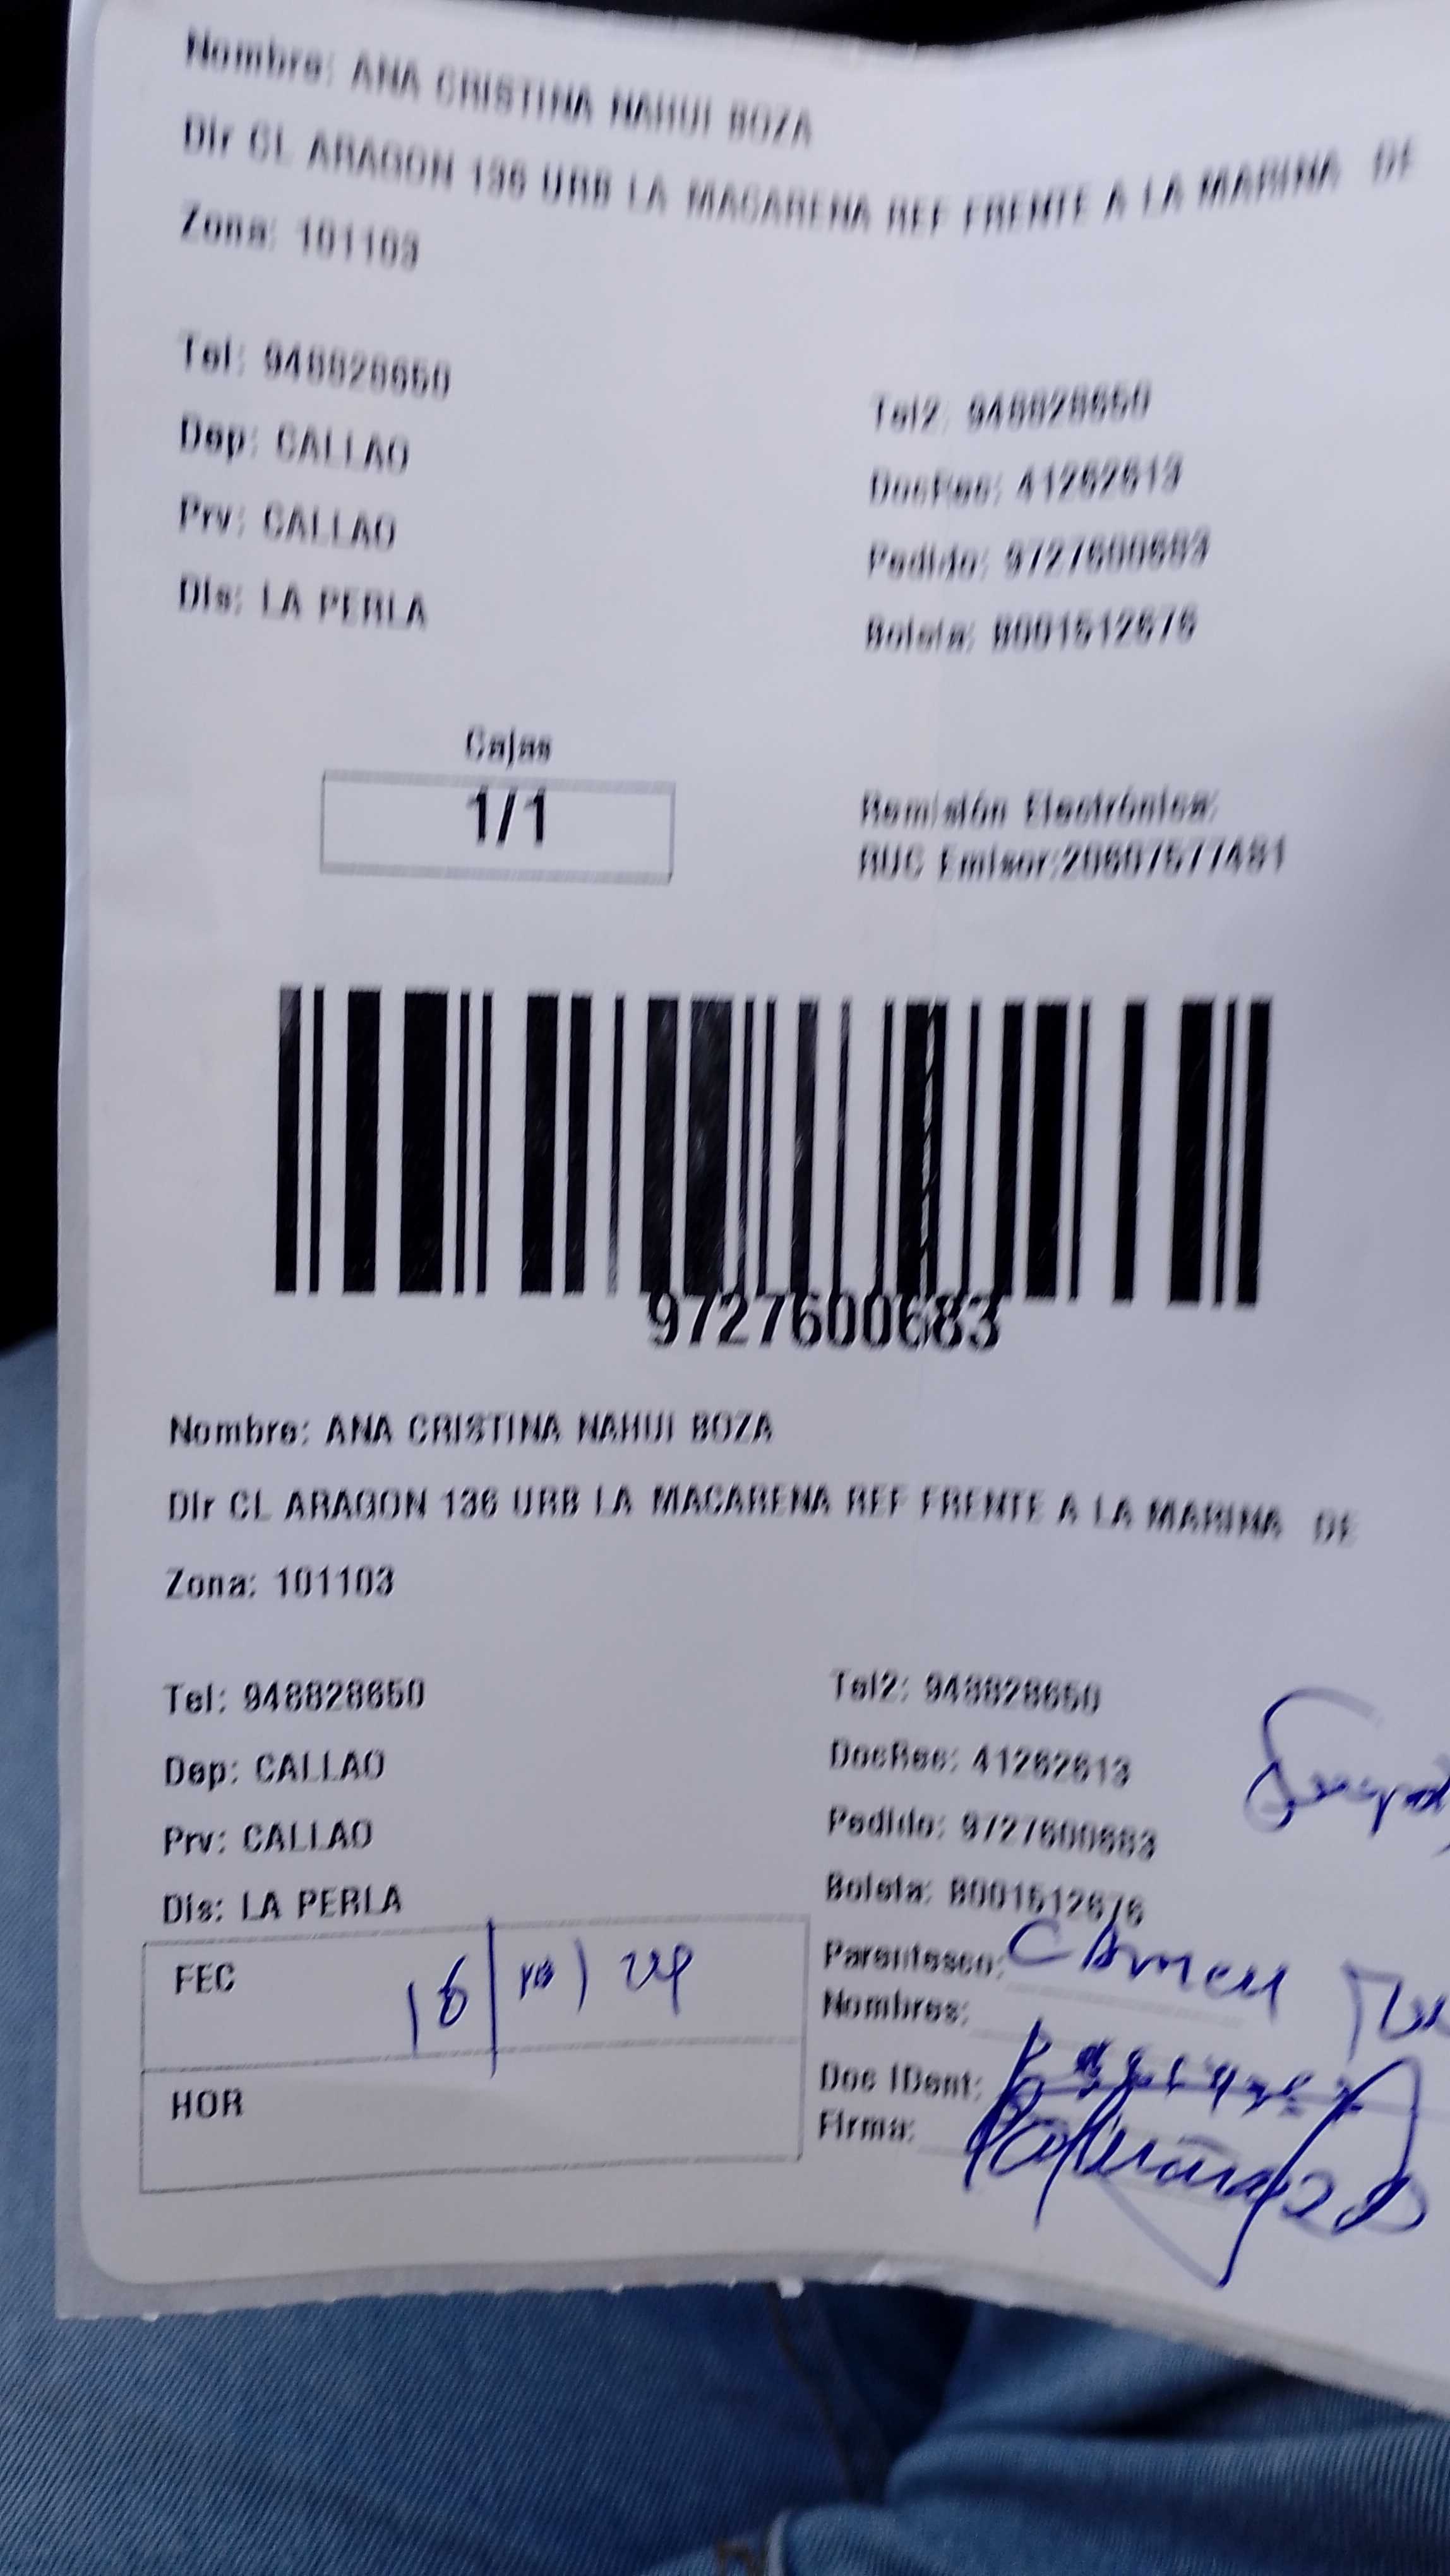 Nombre: ANA CRISTINA NAHUI BOZA
Dir CL ARAGON 136 URB LA MACARENA REF FRENTE A LA MARINA DE
Zona: 101103
Tel: 948828650
Tel2: 948828650
Dep: CALLAO
DocRec: 41262613
Prv: CALLAO
Pedido: 9727600683
Dis: LA PERLA
Boleta: B001512676
Cajas
1/1
Remisión Electrónica:
RUC Emisor:20607577481
9727600683
Nombre: ANA CRISTINA NAHUI BOZA
Dir CL ARAGON 136 URB LA MACARENA REF FRENTE A LA MARINA DE
Zona: 101103
Tel: 948828650
Tel2: 948828650
Dep: CALLAO
DocRec: 41262613
Prv: CALLAO
Pedido: 9727600683
Dis: LA PERLA
Boleta: B001512676
FEC
Parentesco:
Nombres:
HOR
Doc IDent:
Firma: